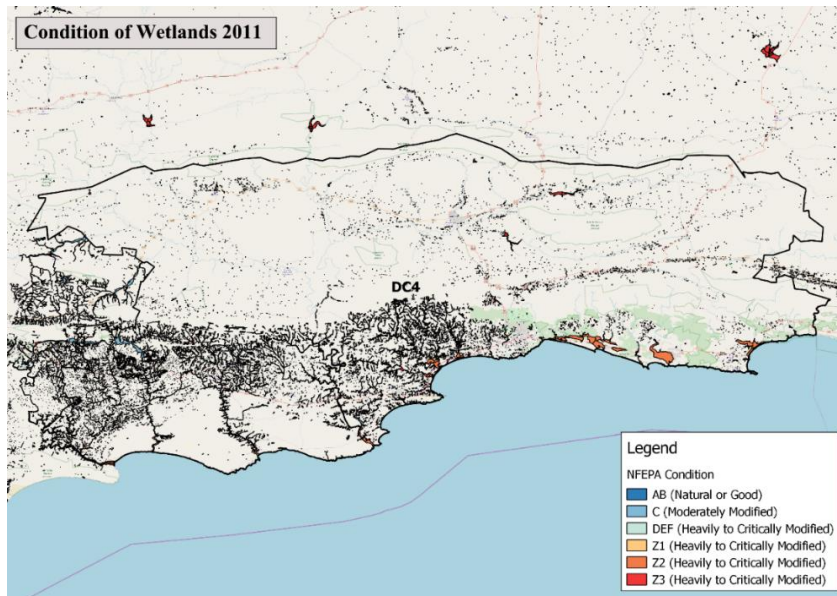 Condition of Wetlands 2011
DC4
Legend
NFEPA Condition
AB (Natural or Good)
C (Moderately Modified)
DEF (Heavily to Critically Modified)
Z1 (Heavily to Critically Modified)
Z2 (Heavily to Critically Modified)
Z3 (Heavily to Critically Modified)